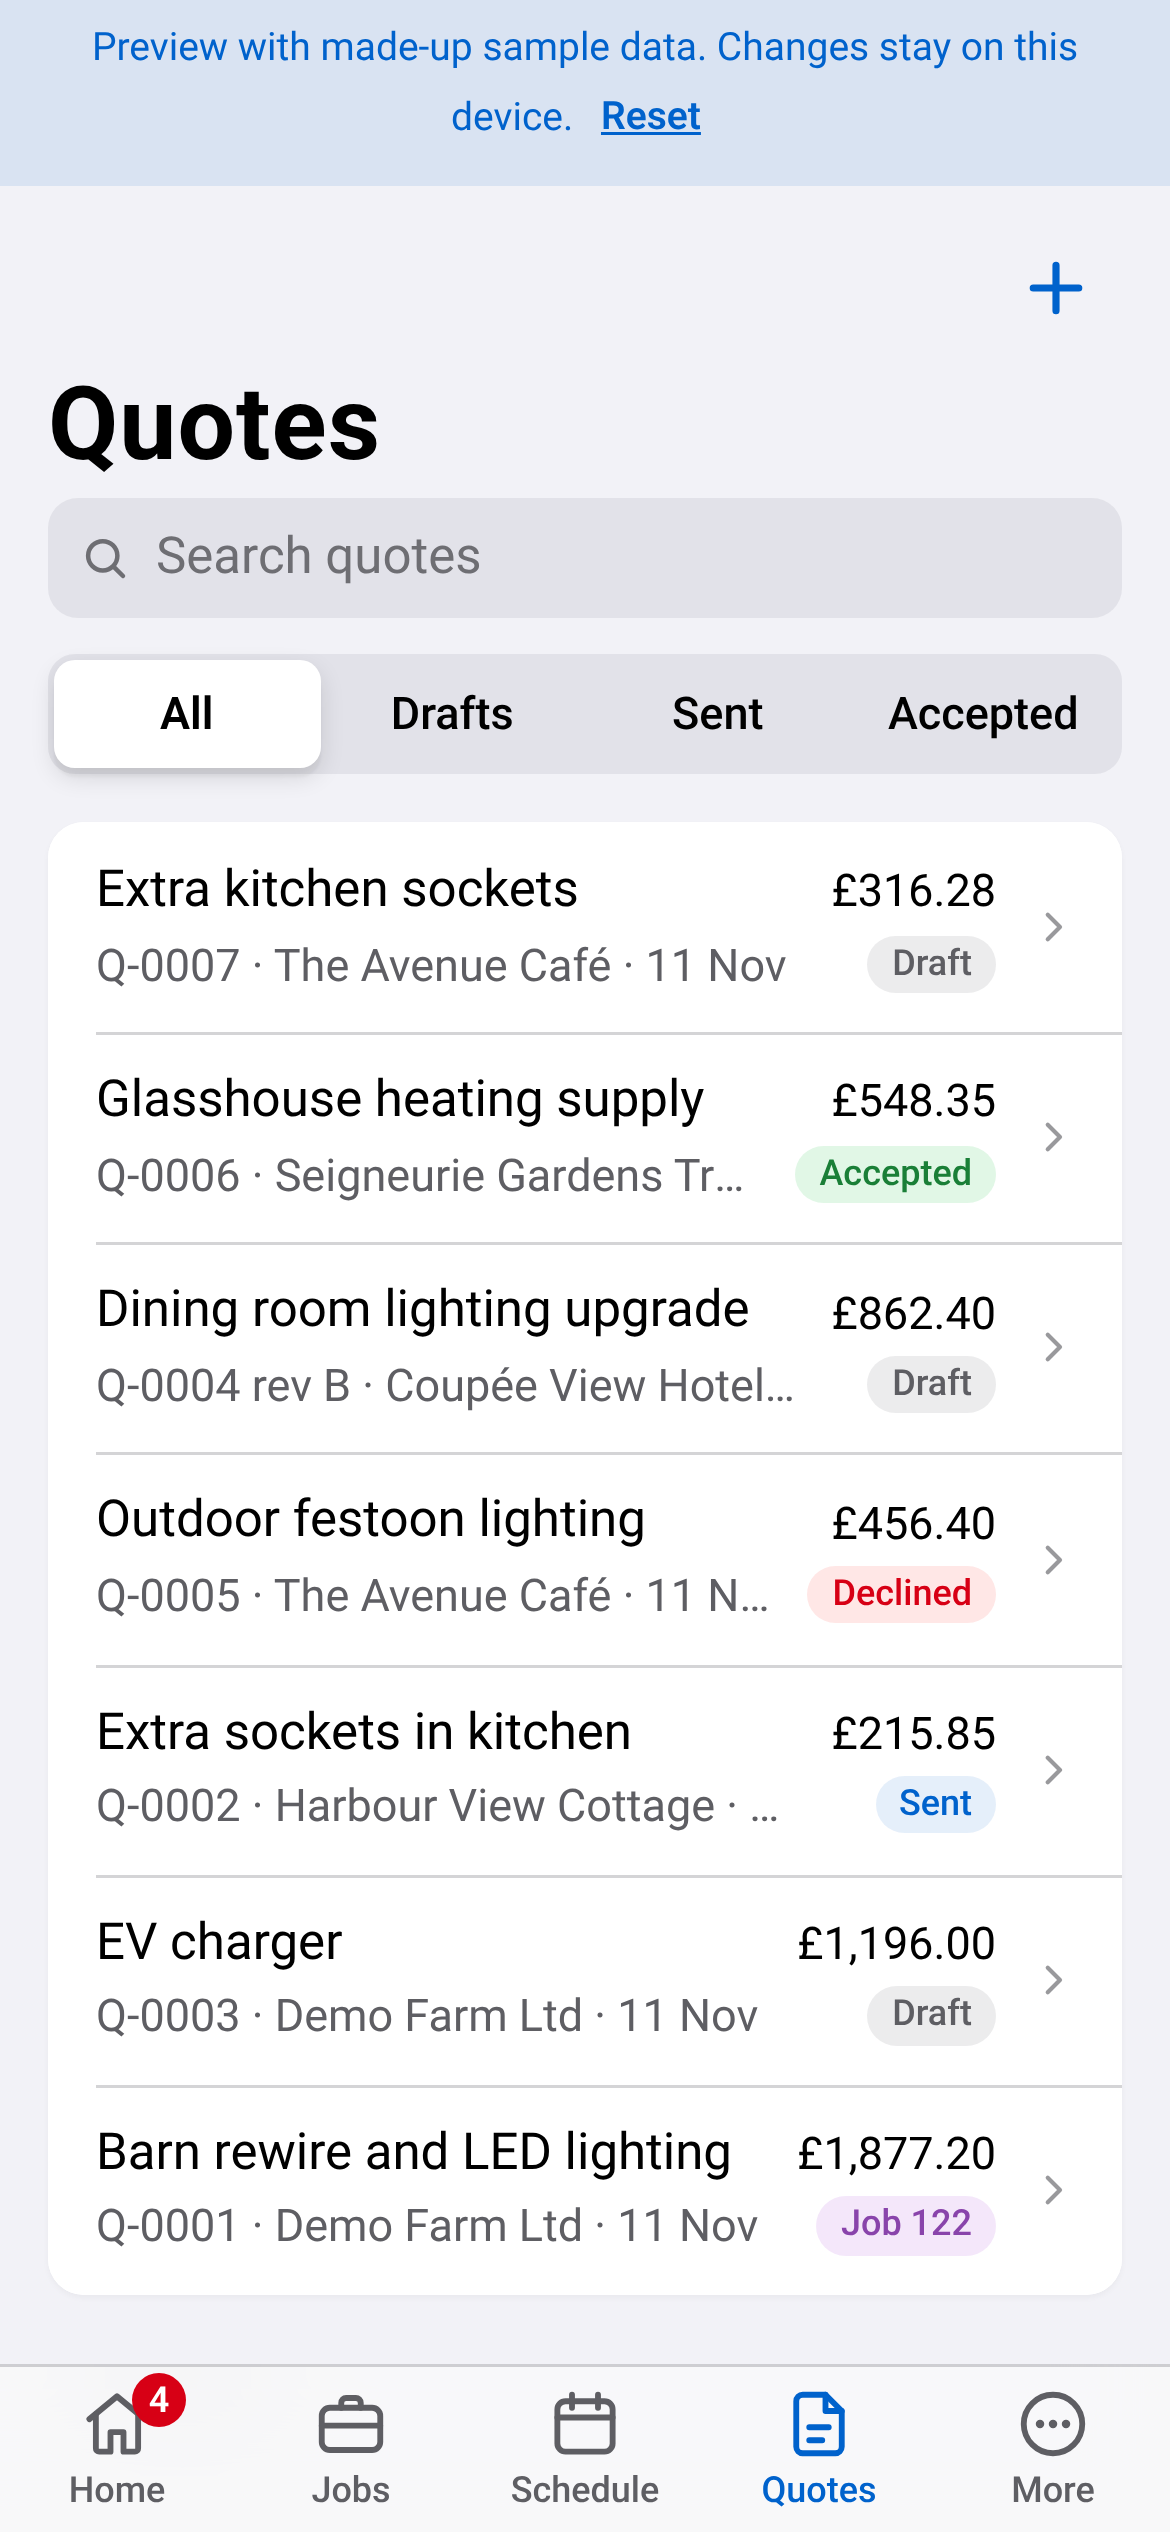 Preview with made-up sample data. Changes stay on this
device. Reset
Quotes
Search quotes
All Drafts Sent Accepted
Extra kitchen sockets £316.28
Q-0007 · The Avenue Café · 11 Nov Draft
Glasshouse heating supply £548.35
Q-0006 · Seigneurie Gardens Tr… Accepted
Dining room lighting upgrade £862.40
Q-0004 rev B · Coupée View Hotel… Draft
Outdoor festoon lighting £456.40
Q-0005 · The Avenue Café · 11 N… Declined
Extra sockets in kitchen £215.85
Q-0002 · Harbour View Cottage · … Sent
EV charger £1,196.00
Q-0003 · Demo Farm Ltd · 11 Nov Draft
Barn rewire and LED lighting £1,877.20
Q-0001 · Demo Farm Ltd · 11 Nov Job 122
4
Home Jobs Schedule Quotes More